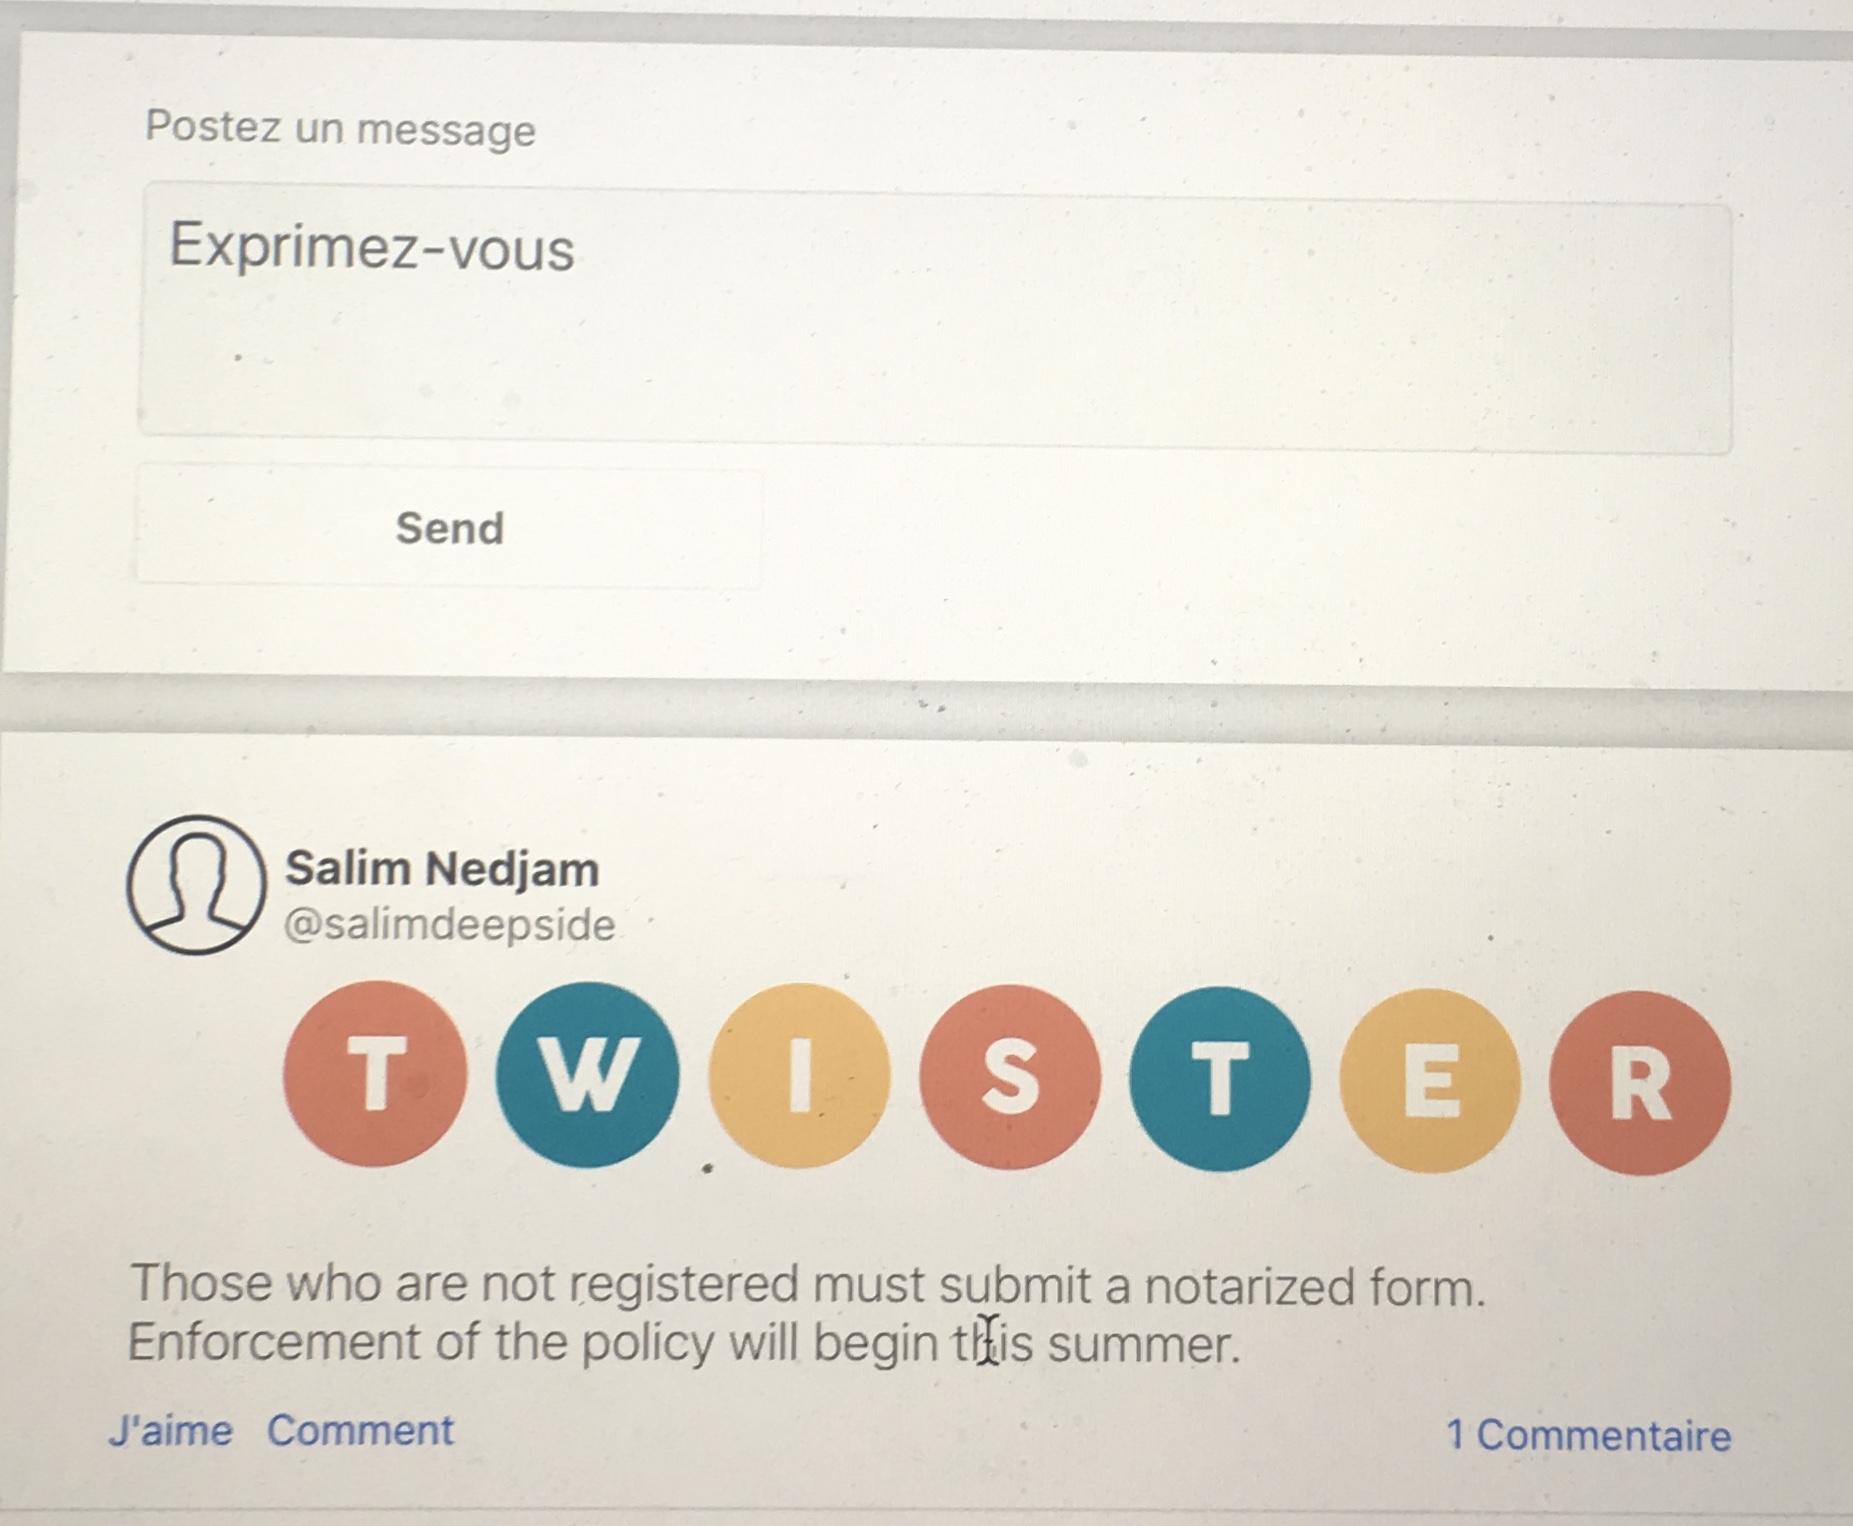 Postez un message
Exprimez-vous
Send
Salim Nedjam
@salimdeepside
TWISTER
Those who are not registered must submit a notarized form.
Enforcement of the policy will begin this summer.
J'aime Comment 1 Commentaire